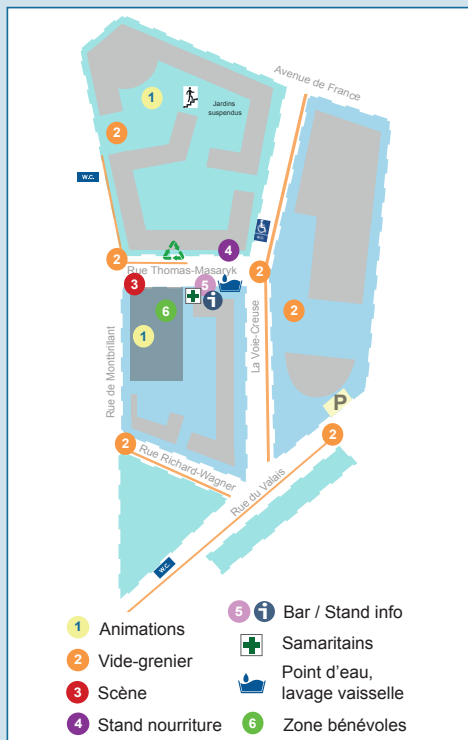 Avenue de France
1
Jardins
suspendus
2
W.C.
4
2
Rue Thomas-Masaryk
2
3
5
i
6
1
2
Rue de Montbrillant
La Voie-Creuse
P
2
2
Rue Richard-Wagner
Rue du Valais
W.C.
1 Animations
2 Vide-grenier
3 Scène
4 Stand nourriture
5 i Bar / Stand info
Samaritains
Point d'eau,
lavage vaisselle
6 Zone bénévoles